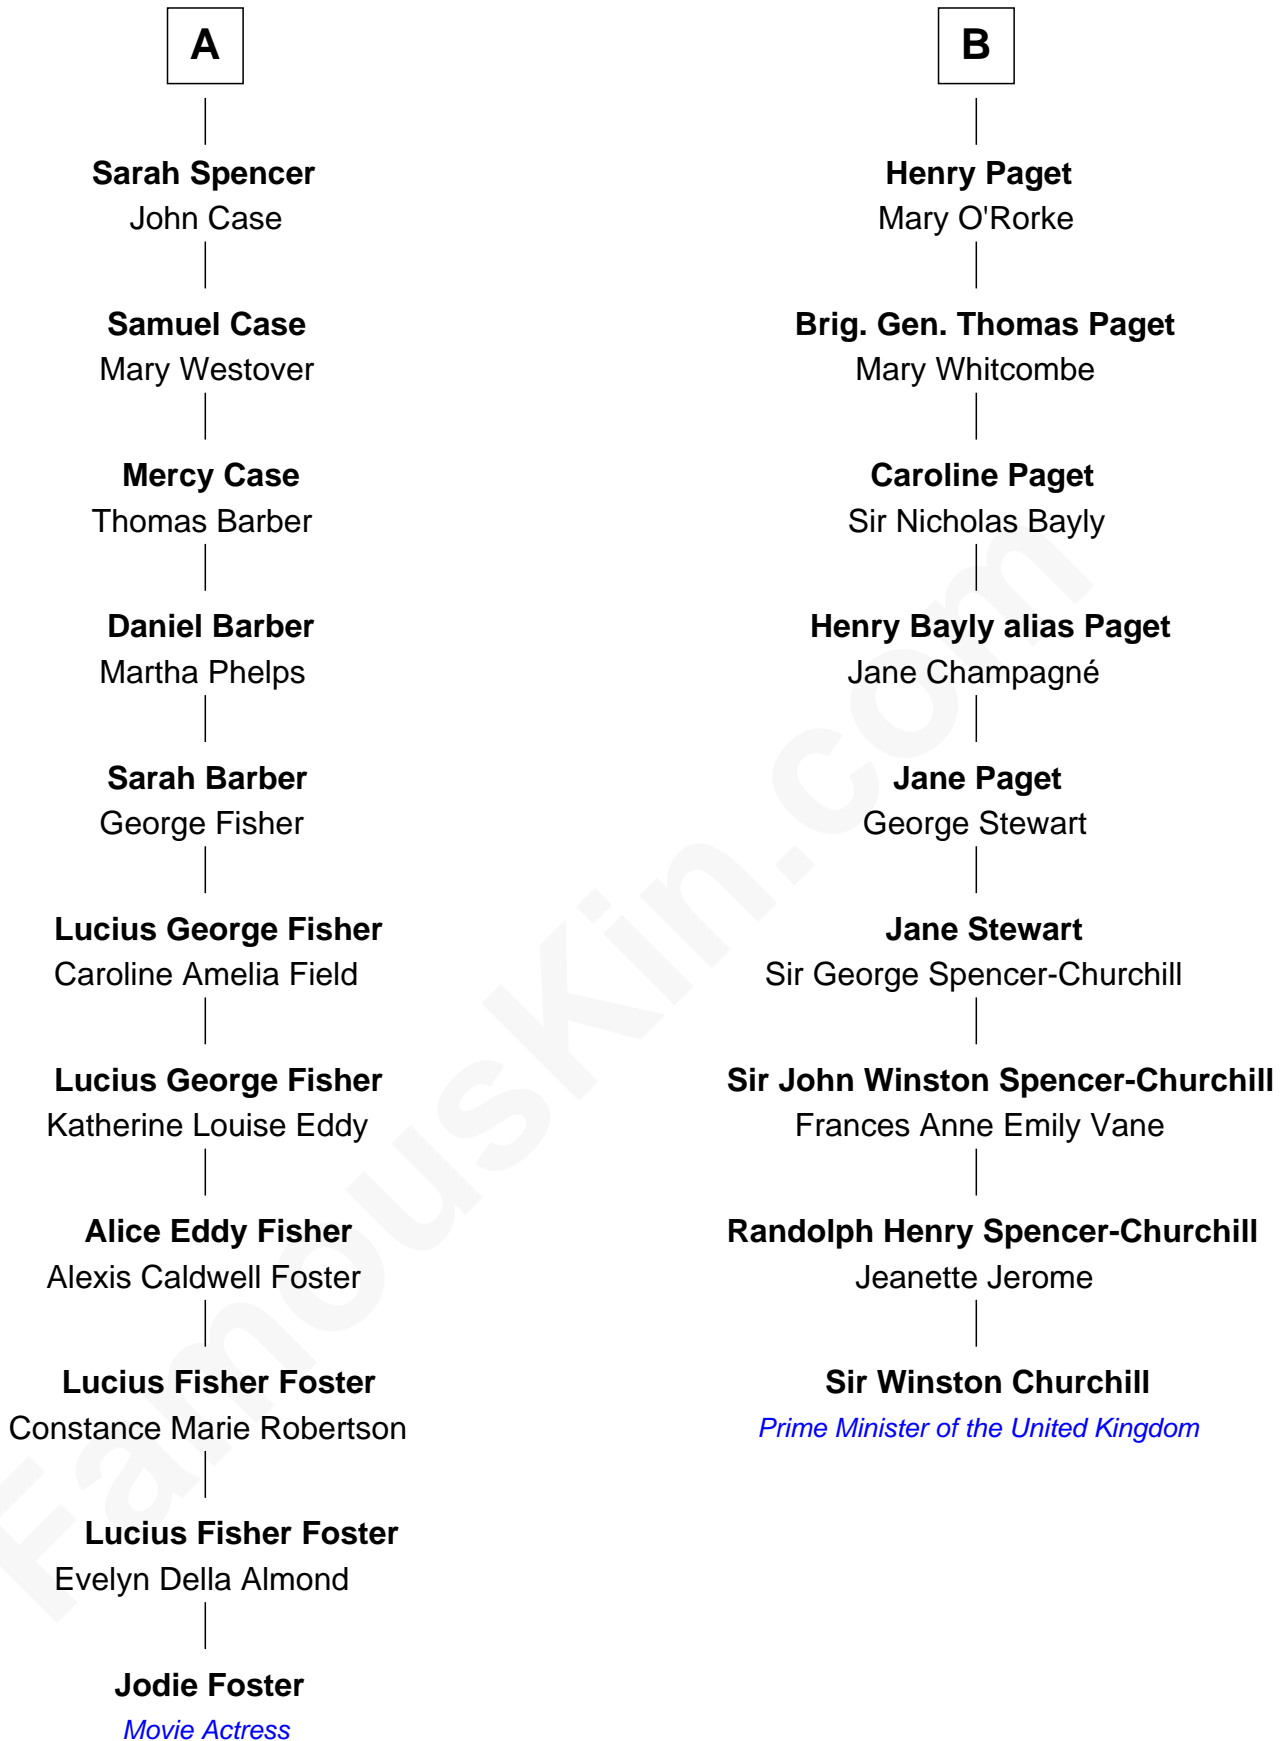 A
Sarah Spencer
John Case
Samuel Case
Mary Westover
Mercy Case
Thomas Barber
Daniel Barber
Martha Phelps
Sarah Barber
George Fisher
Lucius George Fisher
Caroline Amelia Field
Lucius George Fisher
Katherine Louise Eddy
Alice Eddy Fisher
Alexis Caldwell Foster
Lucius Fisher Foster
Constance Marie Robertson
Lucius Fisher Foster
Evelyn Della Almond
Jodie Foster
Movie Actress
B
Henry Paget
Mary O'Rorke
Brig. Gen. Thomas Paget
Mary Whitcombe
Caroline Paget
Sir Nicholas Bayly
Henry Bayly alias Paget
Jane Champagné
Jane Paget
George Stewart
Jane Stewart
Sir George Spencer-Churchill
Sir John Winston Spencer-Churchill
Frances Anne Emily Vane
Randolph Henry Spencer-Churchill
Jeanette Jerome
Sir Winston Churchill
Prime Minister of the United Kingdom
FamousKin.com